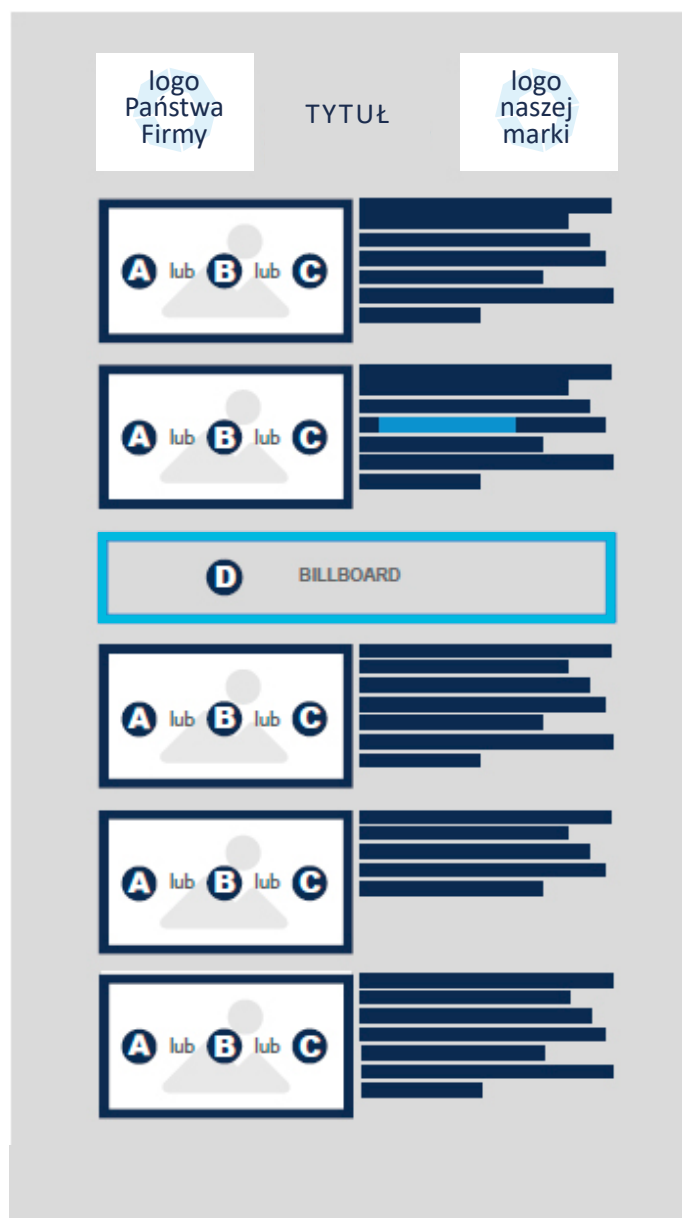 logo
Państwa
Firmy
TYTUŁ
logo
naszej
marki
A lub B lub C
A lub B lub C
D BILLBOARD
A lub B lub C
A lub B lub C
A lub B lub C